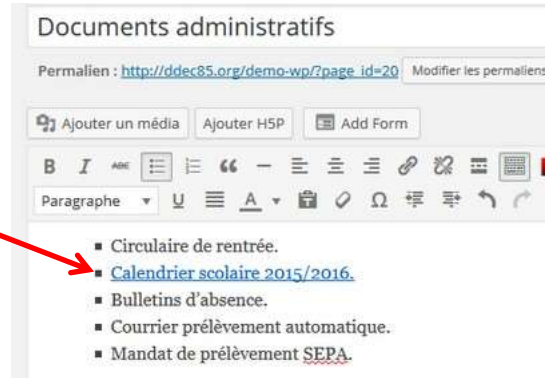 Documents administratifs
Permalien : http://ddec85.org/demo-wp/?page_id=20 Modifier les permaliens
Ajouter un média Ajouter H5P Add Form
B I ABC “ — Ω
Paragraphe U A Ω
Circulaire de rentrée.
Calendrier scolaire 2015/2016.
Bulletins d'absence.
Courrier prélèvement automatique.
Mandat de prélèvement SEPA.